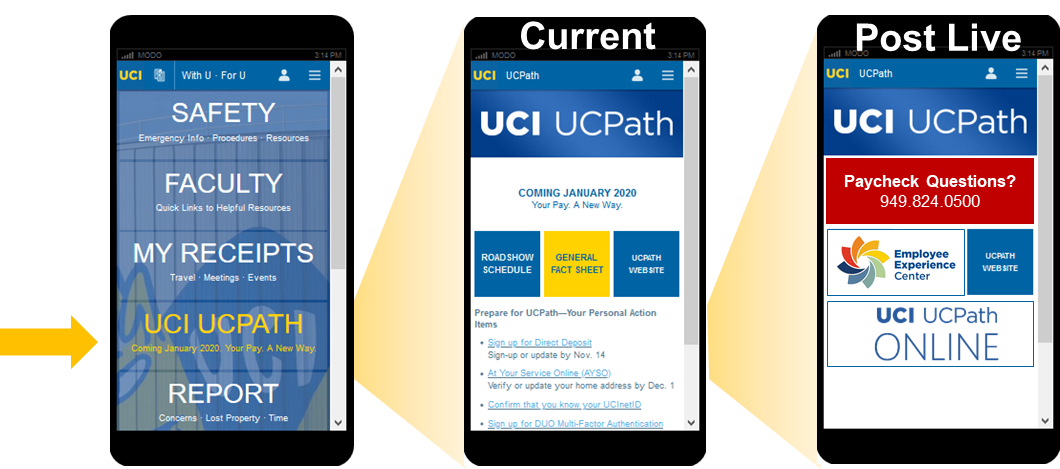 MODO
3:14 PM
UCI
With U · For U
SAFETY
Emergency Info · Procedures · Resources
FACULTY
Quick Links to Helpful Resources
MY RECEIPTS
Travel · Meetings · Events
UCI UCPATH
Coming January 2020. Your Pay. A New Way.
REPORT
Concerns · Lost Property · Time
Current
MODO
3:14 PM
UCI UCPath
UCI UCPath
COMING JANUARY 2020
Your Pay. A New Way.
ROADSHOW
SCHEDULE
GENERAL
FACT SHEET
UCPATH
WEBSITE
Prepare for UCPath—Your Personal Action
Items
• Sign up for Direct Deposit
Sign-up or update by Nov. 14
• At Your Service Online (AYSO)
Verify or update your home address by Dec. 1
• Confirm that you know your UCInetID
• Sign up for DUO Multi-Factor Authentication
Post Live
MODO
3:14 PM
UCI UCPath
UCI UCPath
Paycheck Questions?
949.824.0500
Employee
Experience
Center
UCPATH
WEBSITE
UCI UCPath
ONLINE